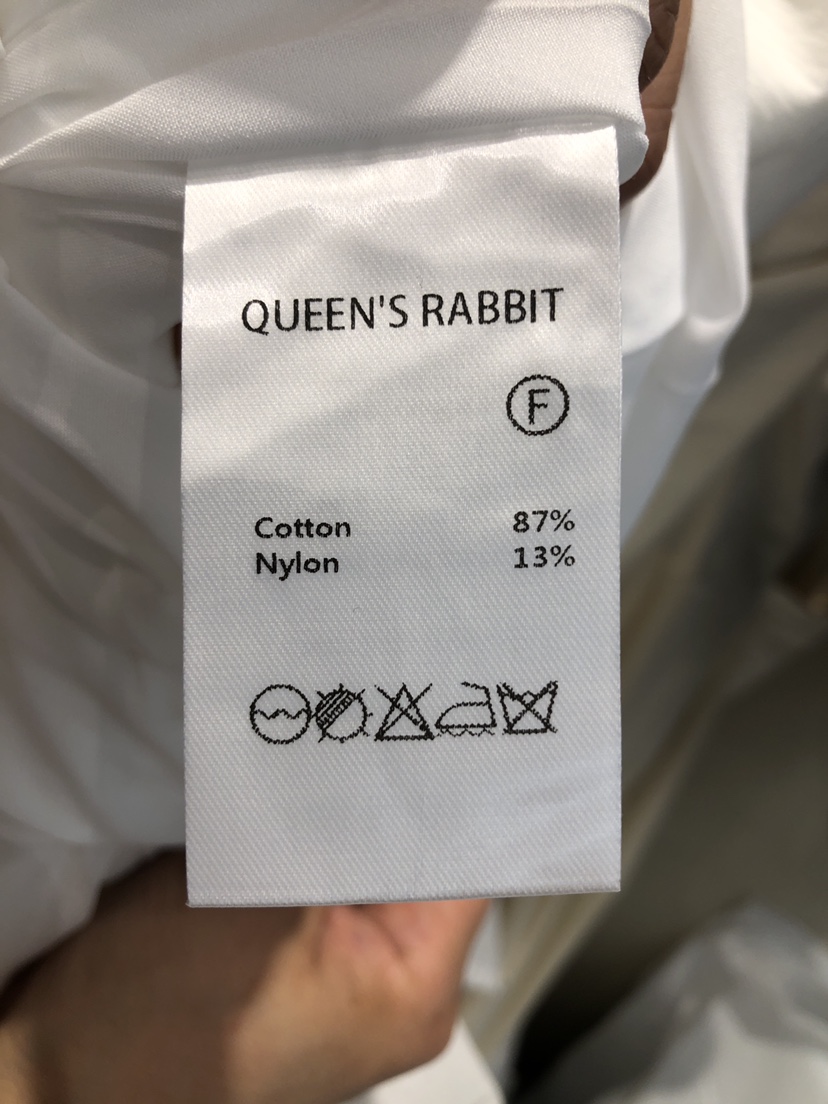 QUEEN'S RABBIT
F
Cotton 87%
Nylon 13%